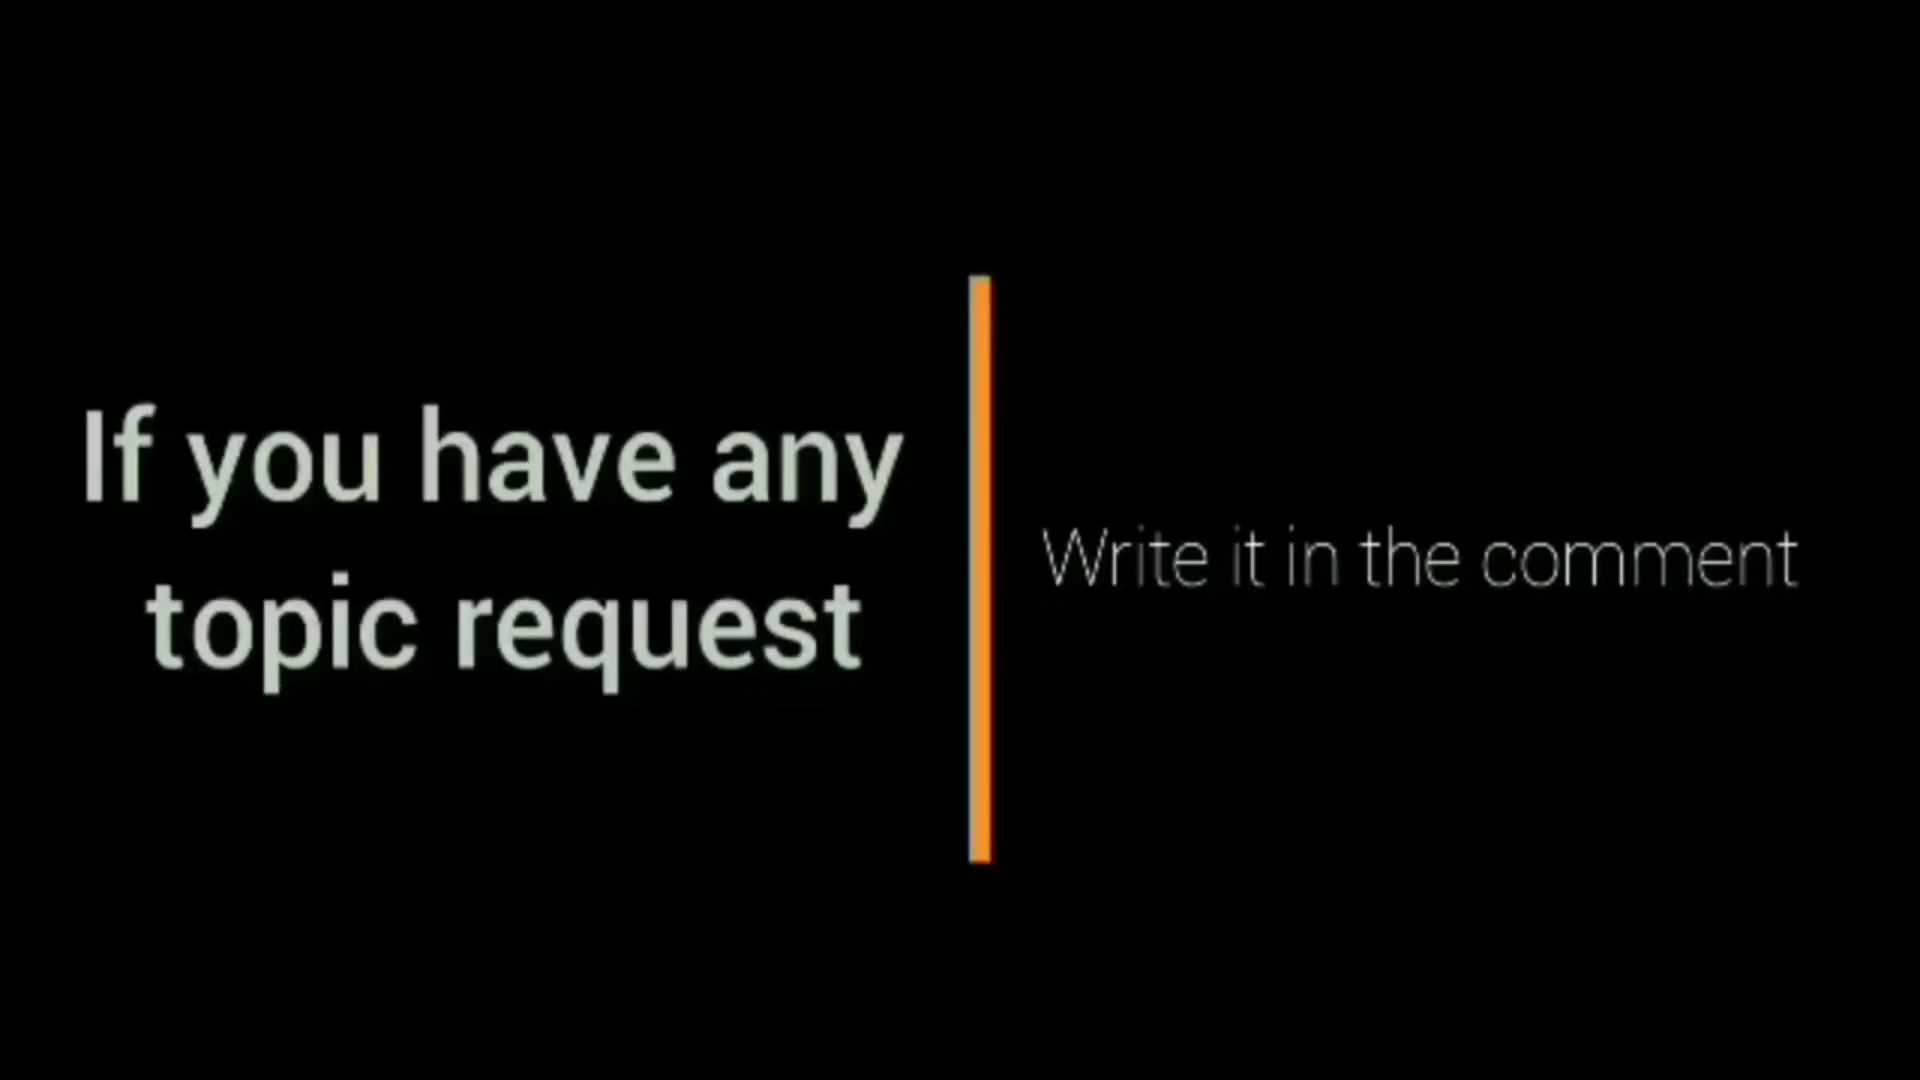 If you have any
topic request
Write it in the comment